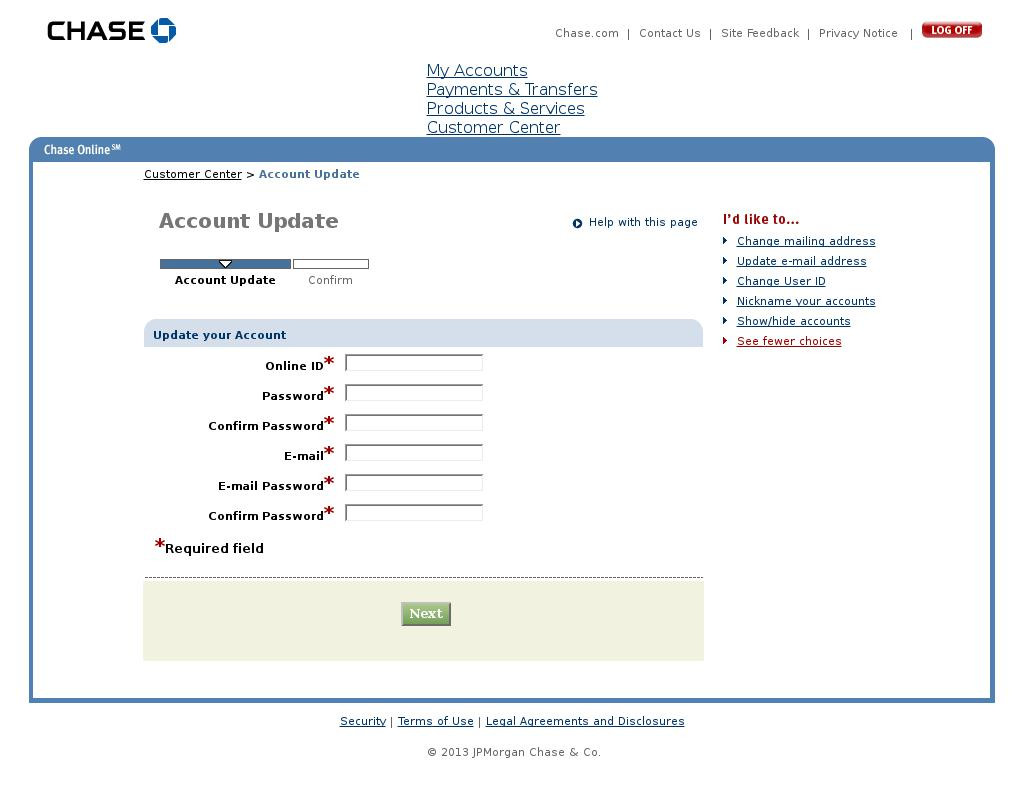 CHASE
Chase.com | Contact Us | Site Feedback | Privacy Notice | LOG OFF
My Accounts
Payments & Transfers
Products & Services
Customer Center
Chase Online SM
Customer Center > Account Update
Account Update
Help with this page
Account Update Confirm
Update your Account
Online ID*
Password*
Confirm Password*
E-mail*
E-mail Password*
Confirm Password*
*Required field
Next
I'd like to...
Change mailing address
Update e-mail address
Change User ID
Nickname your accounts
Show/hide accounts
See fewer choices
Security | Terms of Use | Legal Agreements and Disclosures
© 2013 JPMorgan Chase & Co.